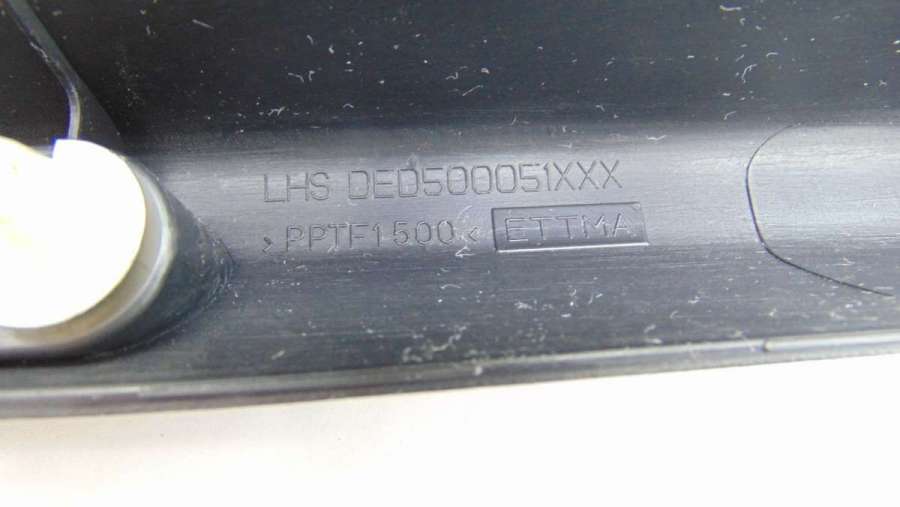 LHS DED500051XXX
>PPTF1500< ETTMA